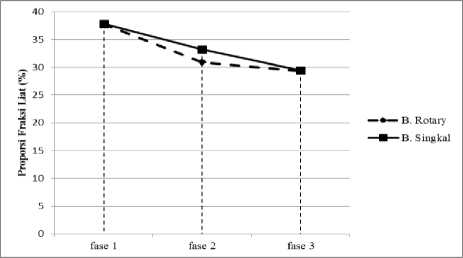 40
35
30
25
20
15
10
5
0
Proporsi Fraksi Liat (%)
fase 1
fase 2
fase 3
B. Rotary
B. Singkal